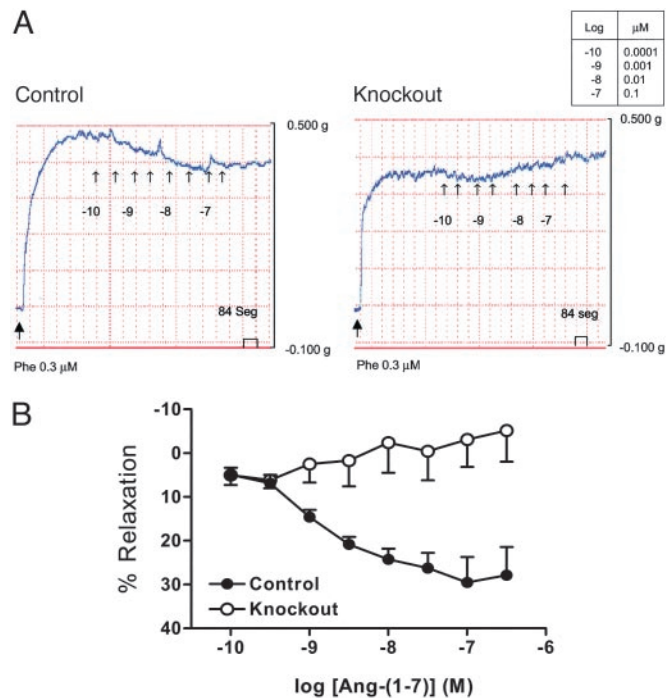 A
Log μM
-10 0.0001
-9 0.001
-8 0.01
-7 0.1
Control
0.500 g
-10 -9 -8 -7
84 Seg
-0.100 g
Phe 0.3 μM
Knockout
0.500 g
-10 -9 -8 -7
84 seg
-0.100 g
Phe 0.3 μM
B
% Relaxation
-10
0
10
20
30
40
Control
Knockout
-10 -9 -8 -7 -6
log [Ang-(1-7)] (M)